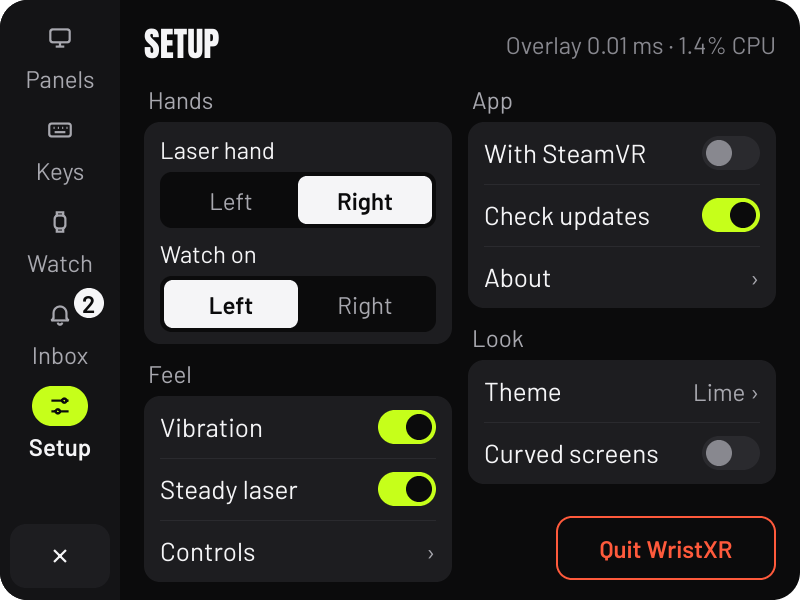 SETUP
Overlay 0.01 ms · 1.4% CPU
Panels
Keys
Watch
2
Inbox
Setup
×
Hands
Laser hand
Left Right
Watch on
Left Right
Feel
Vibration
Steady laser
Controls ›
App
With SteamVR
Check updates
About ›
Look
Theme Lime ›
Curved screens
Quit WristXR